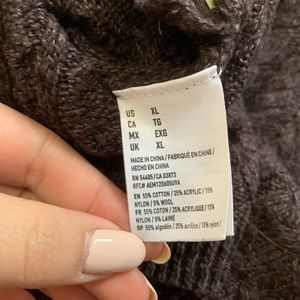 US XL
CA TG
MX EXG
UK XL
MADE IN CHINA / FABRIQUÉ EN CHINE /
HECHO EN CHINA
RN 54485/CA 03073
RFC# AEM120605URA
EN 55% COTTON / 25% ACRYLIC / 15%
NYLON / 5% WOOL
FR 55% COTON / 25% ACRYLIQUE / 15%
NYLON / 5% LAINE
SP 55% algodón / 25% acrílico / 15%